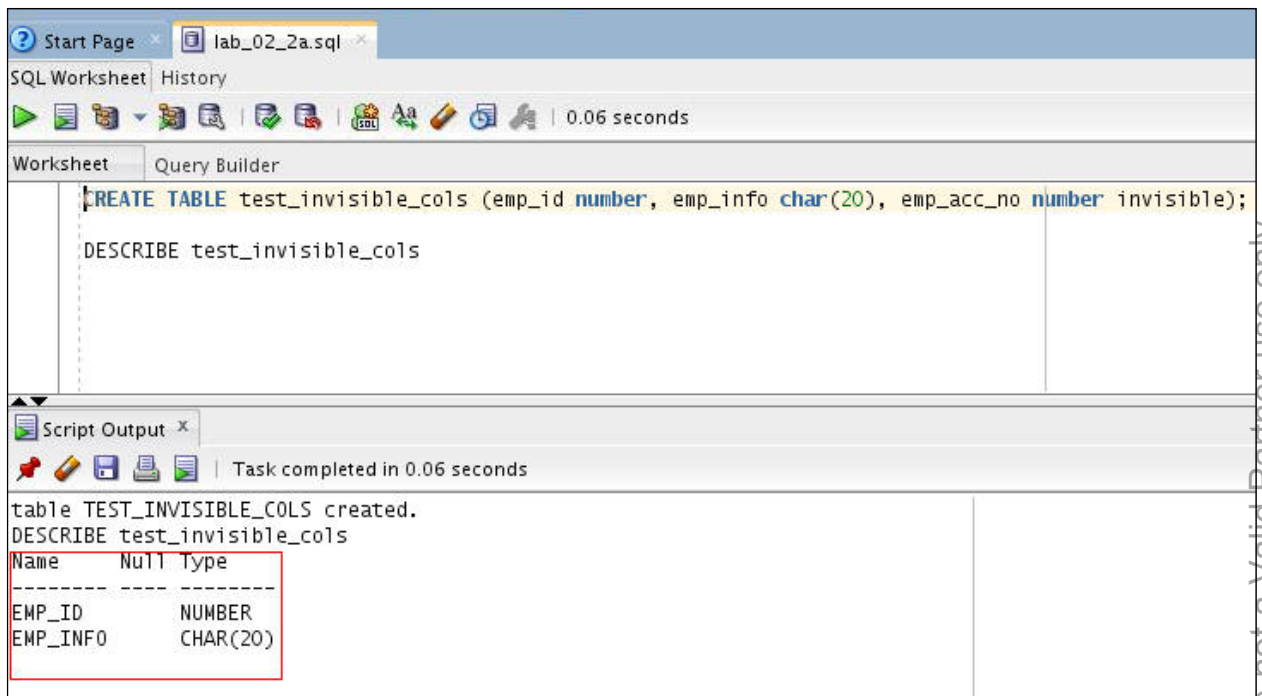 Start Page
lab_02_2a.sql
SQL Worksheet History
0.06 seconds
Worksheet Query Builder
CREATE TABLE test_invisible_cols (emp_id number, emp_info char(20), emp_acc_no number invisible);
DESCRIBE test_invisible_cols
Script Output
Task completed in 0.06 seconds
table TEST_INVISIBLE_COLS created.
DESCRIBE test_invisible_cols
Name Null Type
-------- ---- --------
EMP_ID NUMBER
EMP_INFO CHAR(20)